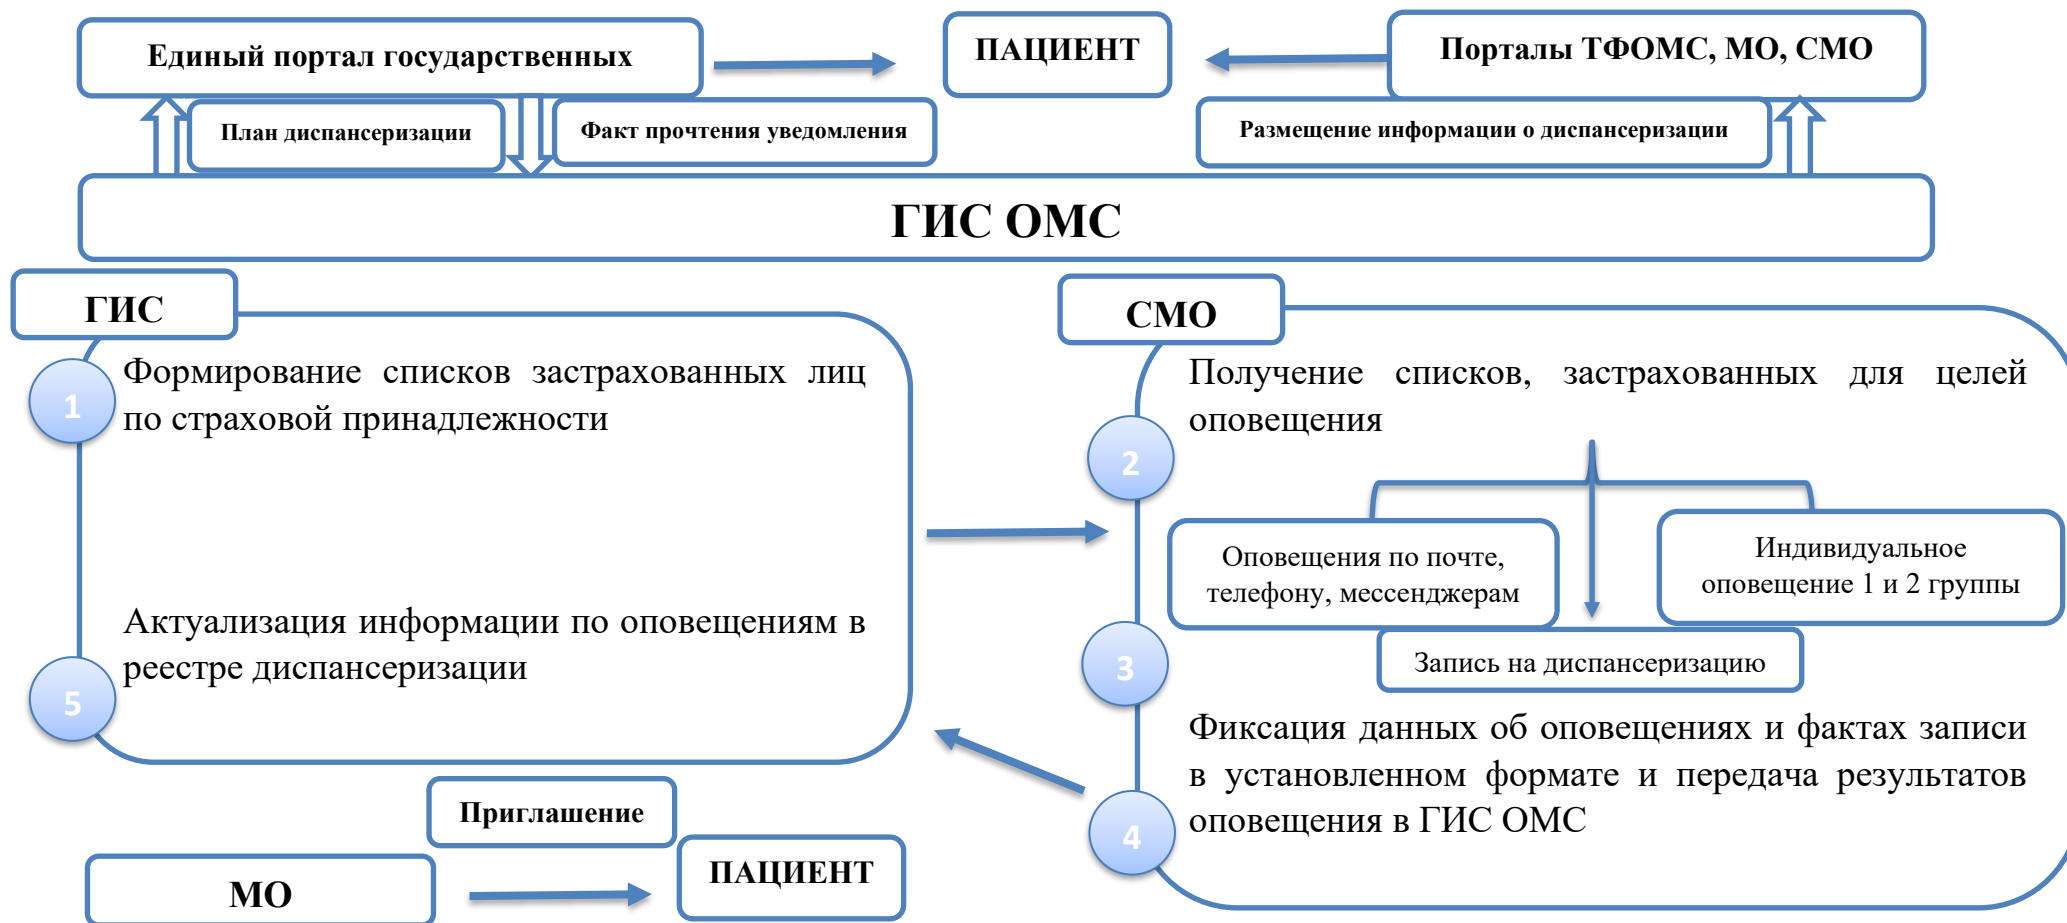 Единый портал государственных
ПАЦИЕНТ
Порталы ТФОМС, МО, СМО
План диспансеризации
Факт прочтения уведомления
Размещение информации о диспансеризации
ГИС ОМС
ГИС
1
Формирование списков застрахованных лиц
по страховой принадлежности
Актуализация информации по оповещениям в
реестре диспансеризации
5
СМО
Получение списков, застрахованных для целей
оповещения
2
Оповещения по почте,
телефону, мессенджерам
Индивидуальное
оповещение 1 и 2 группы
3
Запись на диспансеризацию
Фиксация данных об оповещениях и фактах записи
в установленном формате и передача результатов
оповещения в ГИС ОМС
4
Приглашение
МО
ПАЦИЕНТ